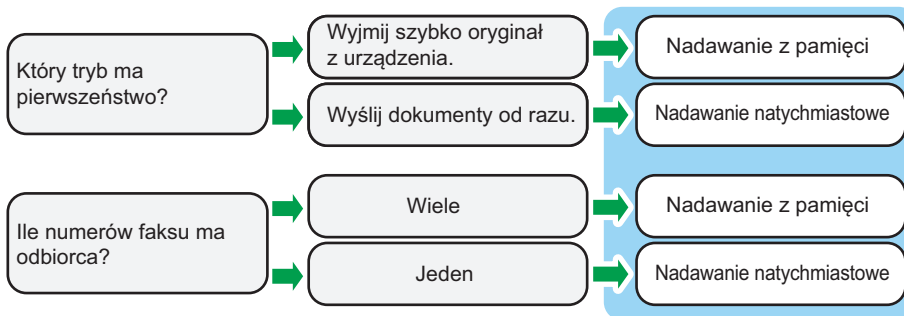 Który tryb ma
pierwszeństwo?
Wyjmij szybko oryginał
z urządzenia.
Nadawanie z pamięci
Wyślij dokumenty od razu.
Nadawanie natychmiastowe
Ile numerów faksu ma
odbiorca?
Wiele
Nadawanie z pamięci
Jeden
Nadawanie natychmiastowe